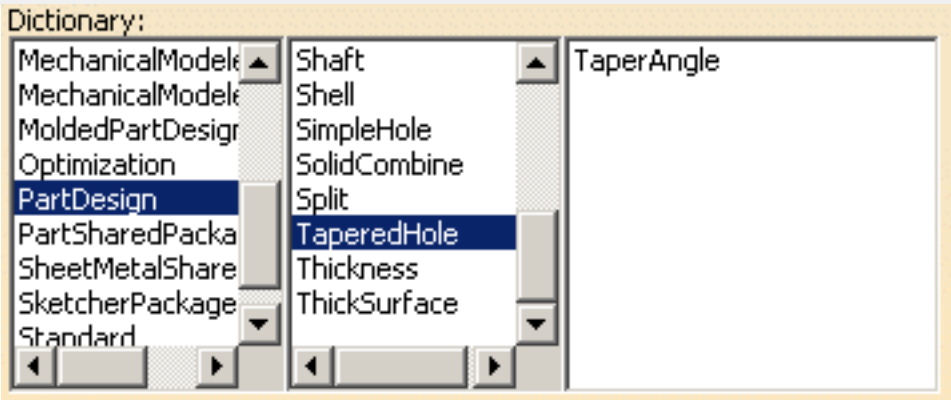 Dictionary:
MechanicalModele
MechanicalModele
MoldedPartDesign
Optimization
PartDesign
PartSharedPacka
SheetMetalShare
SketcherPackage
Standard
Shaft
Shell
SimpleHole
SolidCombine
Split
TaperedHole
Thickness
ThickSurface
TaperAngle